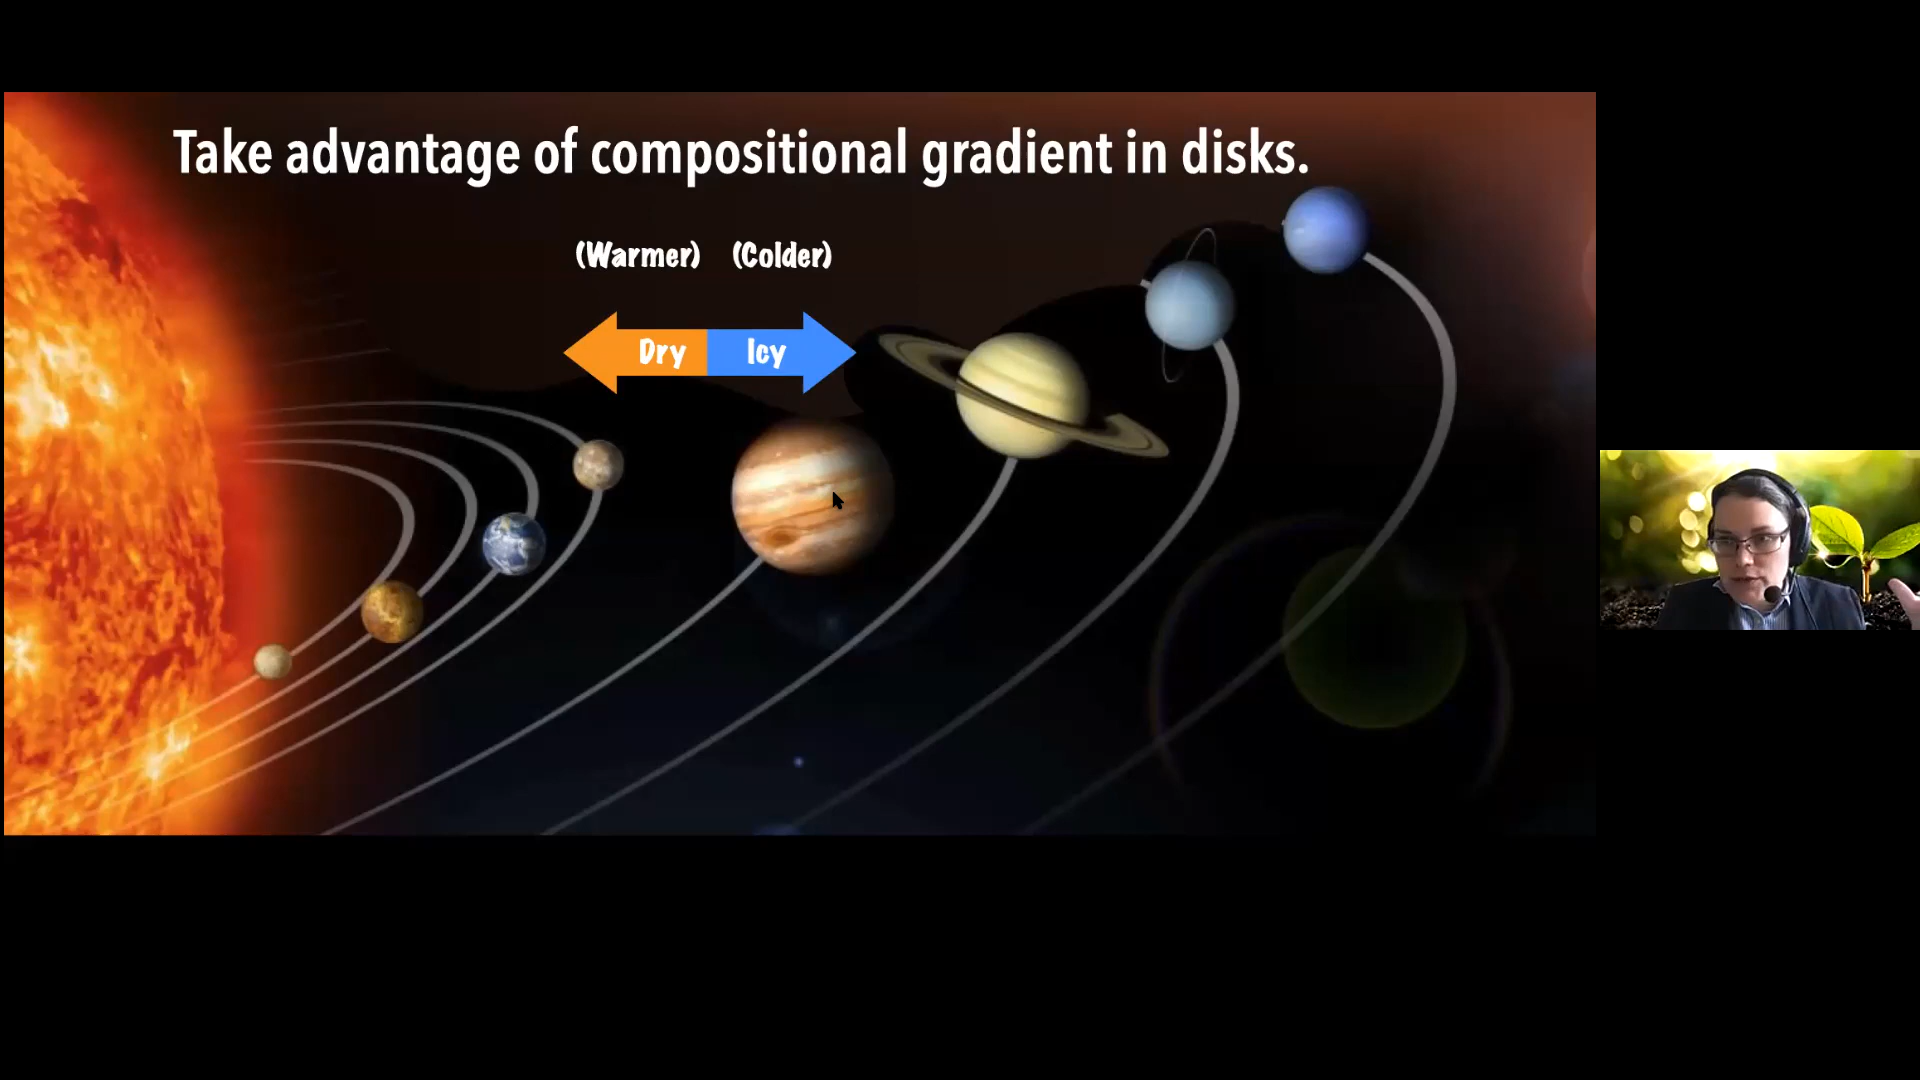 Take advantage of compositional gradient in disks.
(Warmer) (Colder)
Dry Icy